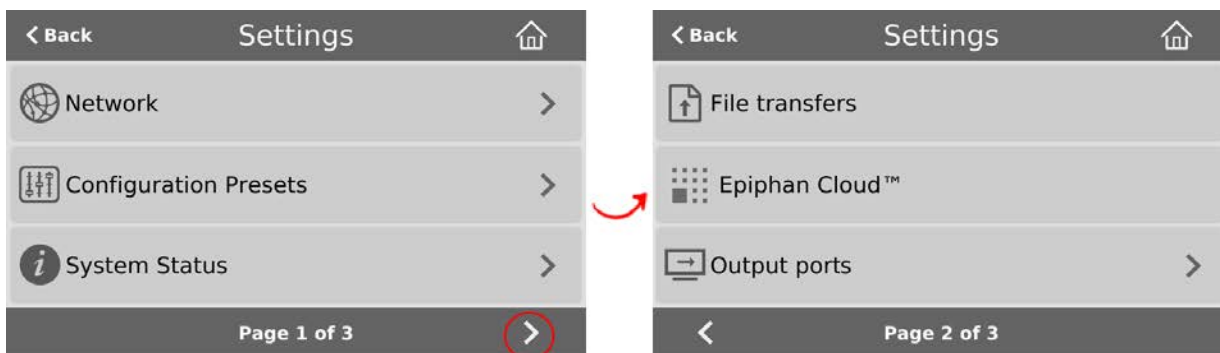 Back Settings
Network
Configuration Presets
System Status
Page 1 of 3
Back Settings
File transfers
Epiphan Cloud™
Output ports
Page 2 of 3